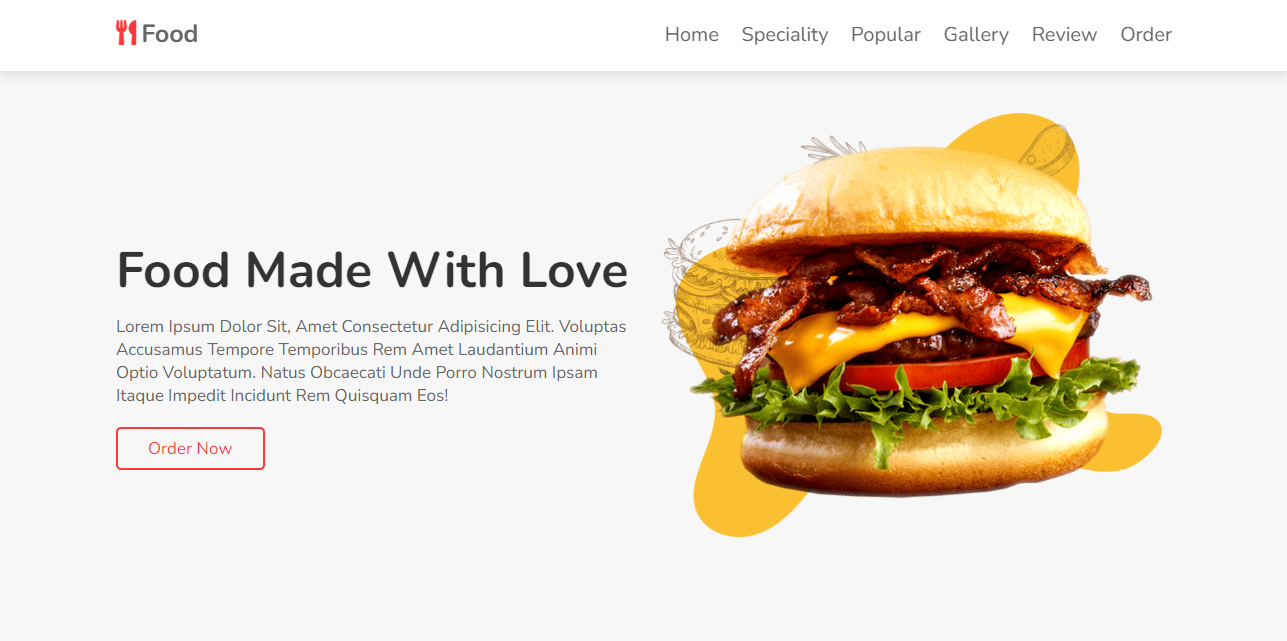 Food
Home Speciality Popular Gallery Review Order
Food Made With Love
Lorem Ipsum Dolor Sit, Amet Consectetur Adipisicing Elit. Voluptas
Accusamus Tempore Temporibus Rem Amet Laudantium Animi
Optio Voluptatum. Natus Obcaecati Unde Porro Nostrum Ipsam
Itaque Impedit Incidunt Rem Quisquam Eos!
Order Now